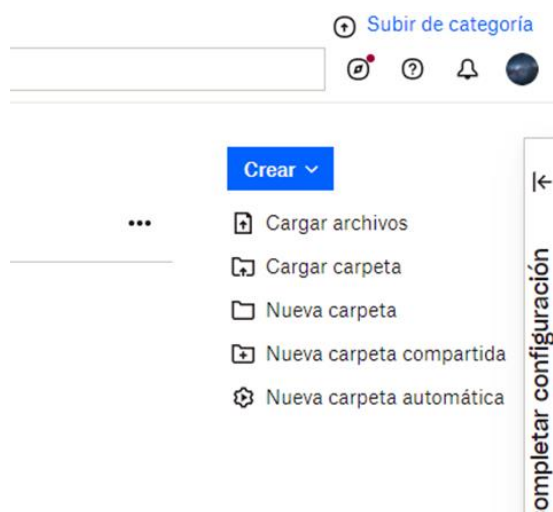 Subir de categoría
Crear
Cargar archivos
Cargar carpeta
Nueva carpeta
Nueva carpeta compartida
Nueva carpeta automática
ompletar configuración